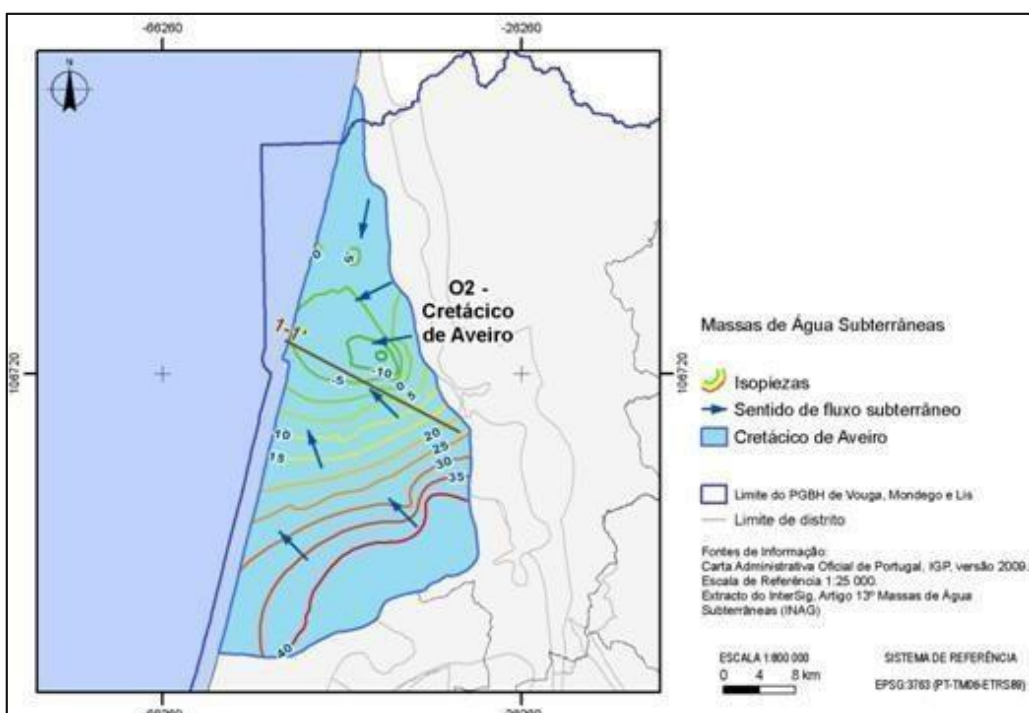 -66260
-26260
N
0
-5
O2 -
Cretácico
de Aveiro
1-1'
106720
-5
-10
0
5
10
15
20
25
30
35
40
Massas de Água Subterrâneas
Isopiezas
Sentido de fluxo subterrâneo
Cretácico de Aveiro
Limite do PGBH de Vouga, Mondego e Lis
Limite de distrito
Fontes de Informação:
Carta Administrativa Oficial de Portugal, IGP, versão 2009.
Escala de Referência 1:25 000.
Extracto do InterSig, Artigo 13º Massas de Água
Subterrâneas (INAG)
ESCALA 1:800 000
0 4 8 km
SISTEMA DE REFERÊNCIA
EPSG:3763 (PT-TM06-ETRS89)
106720
-66260
-26260